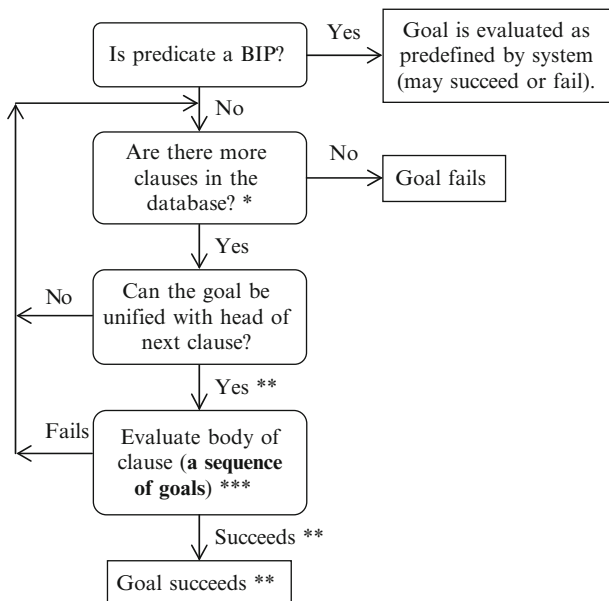 Is predicate a BIP?
Yes
Goal is evaluated as
predefined by system
(may succeed or fail).
No
Are there more
clauses in the
database? *
No
Goal fails
Yes
Can the goal be
unified with head of
next clause?
No
Yes **
Evaluate body of
clause (a sequence
of goals) ***
Fails
Succeeds **
Goal succeeds **